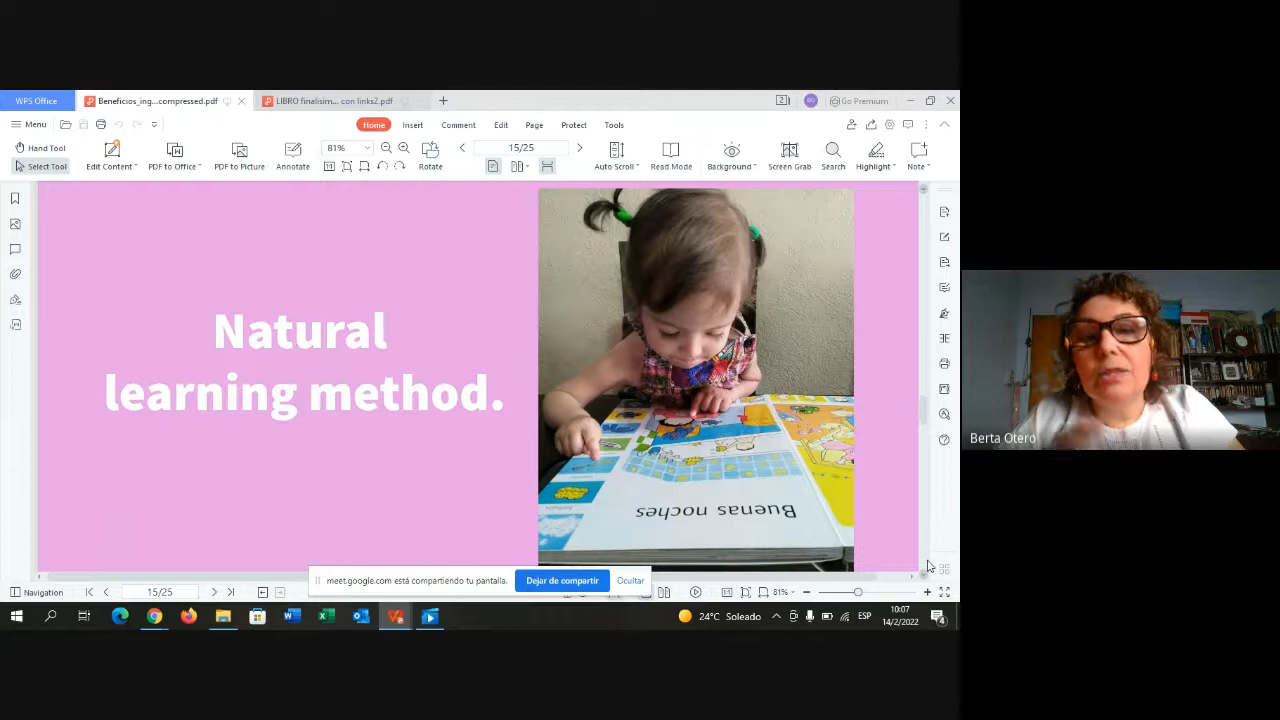 WPS Office
Beneficios_ing...compressed.pdf
LIBRO finalisim... con links2.pdf
2
Go Premium
Menu
Home
Insert
Comment
Edit
Page
Protect
Tools
Hand Tool
Select Tool
Edit Content
PDF to Office
PDF to Picture
Annotate
81%
Rotate
15/25
Auto Scroll
Read Mode
Background
Screen Grab
Search
Highlight
Note
Natural
learning method.
Buenas noches
Berta Otero
meet.google.com está compartiendo tu pantalla.
Dejar de compartir
Ocultar
Navigation
15/25
81%
24°C Soleado
ESP
10:07
14/2/2022
4